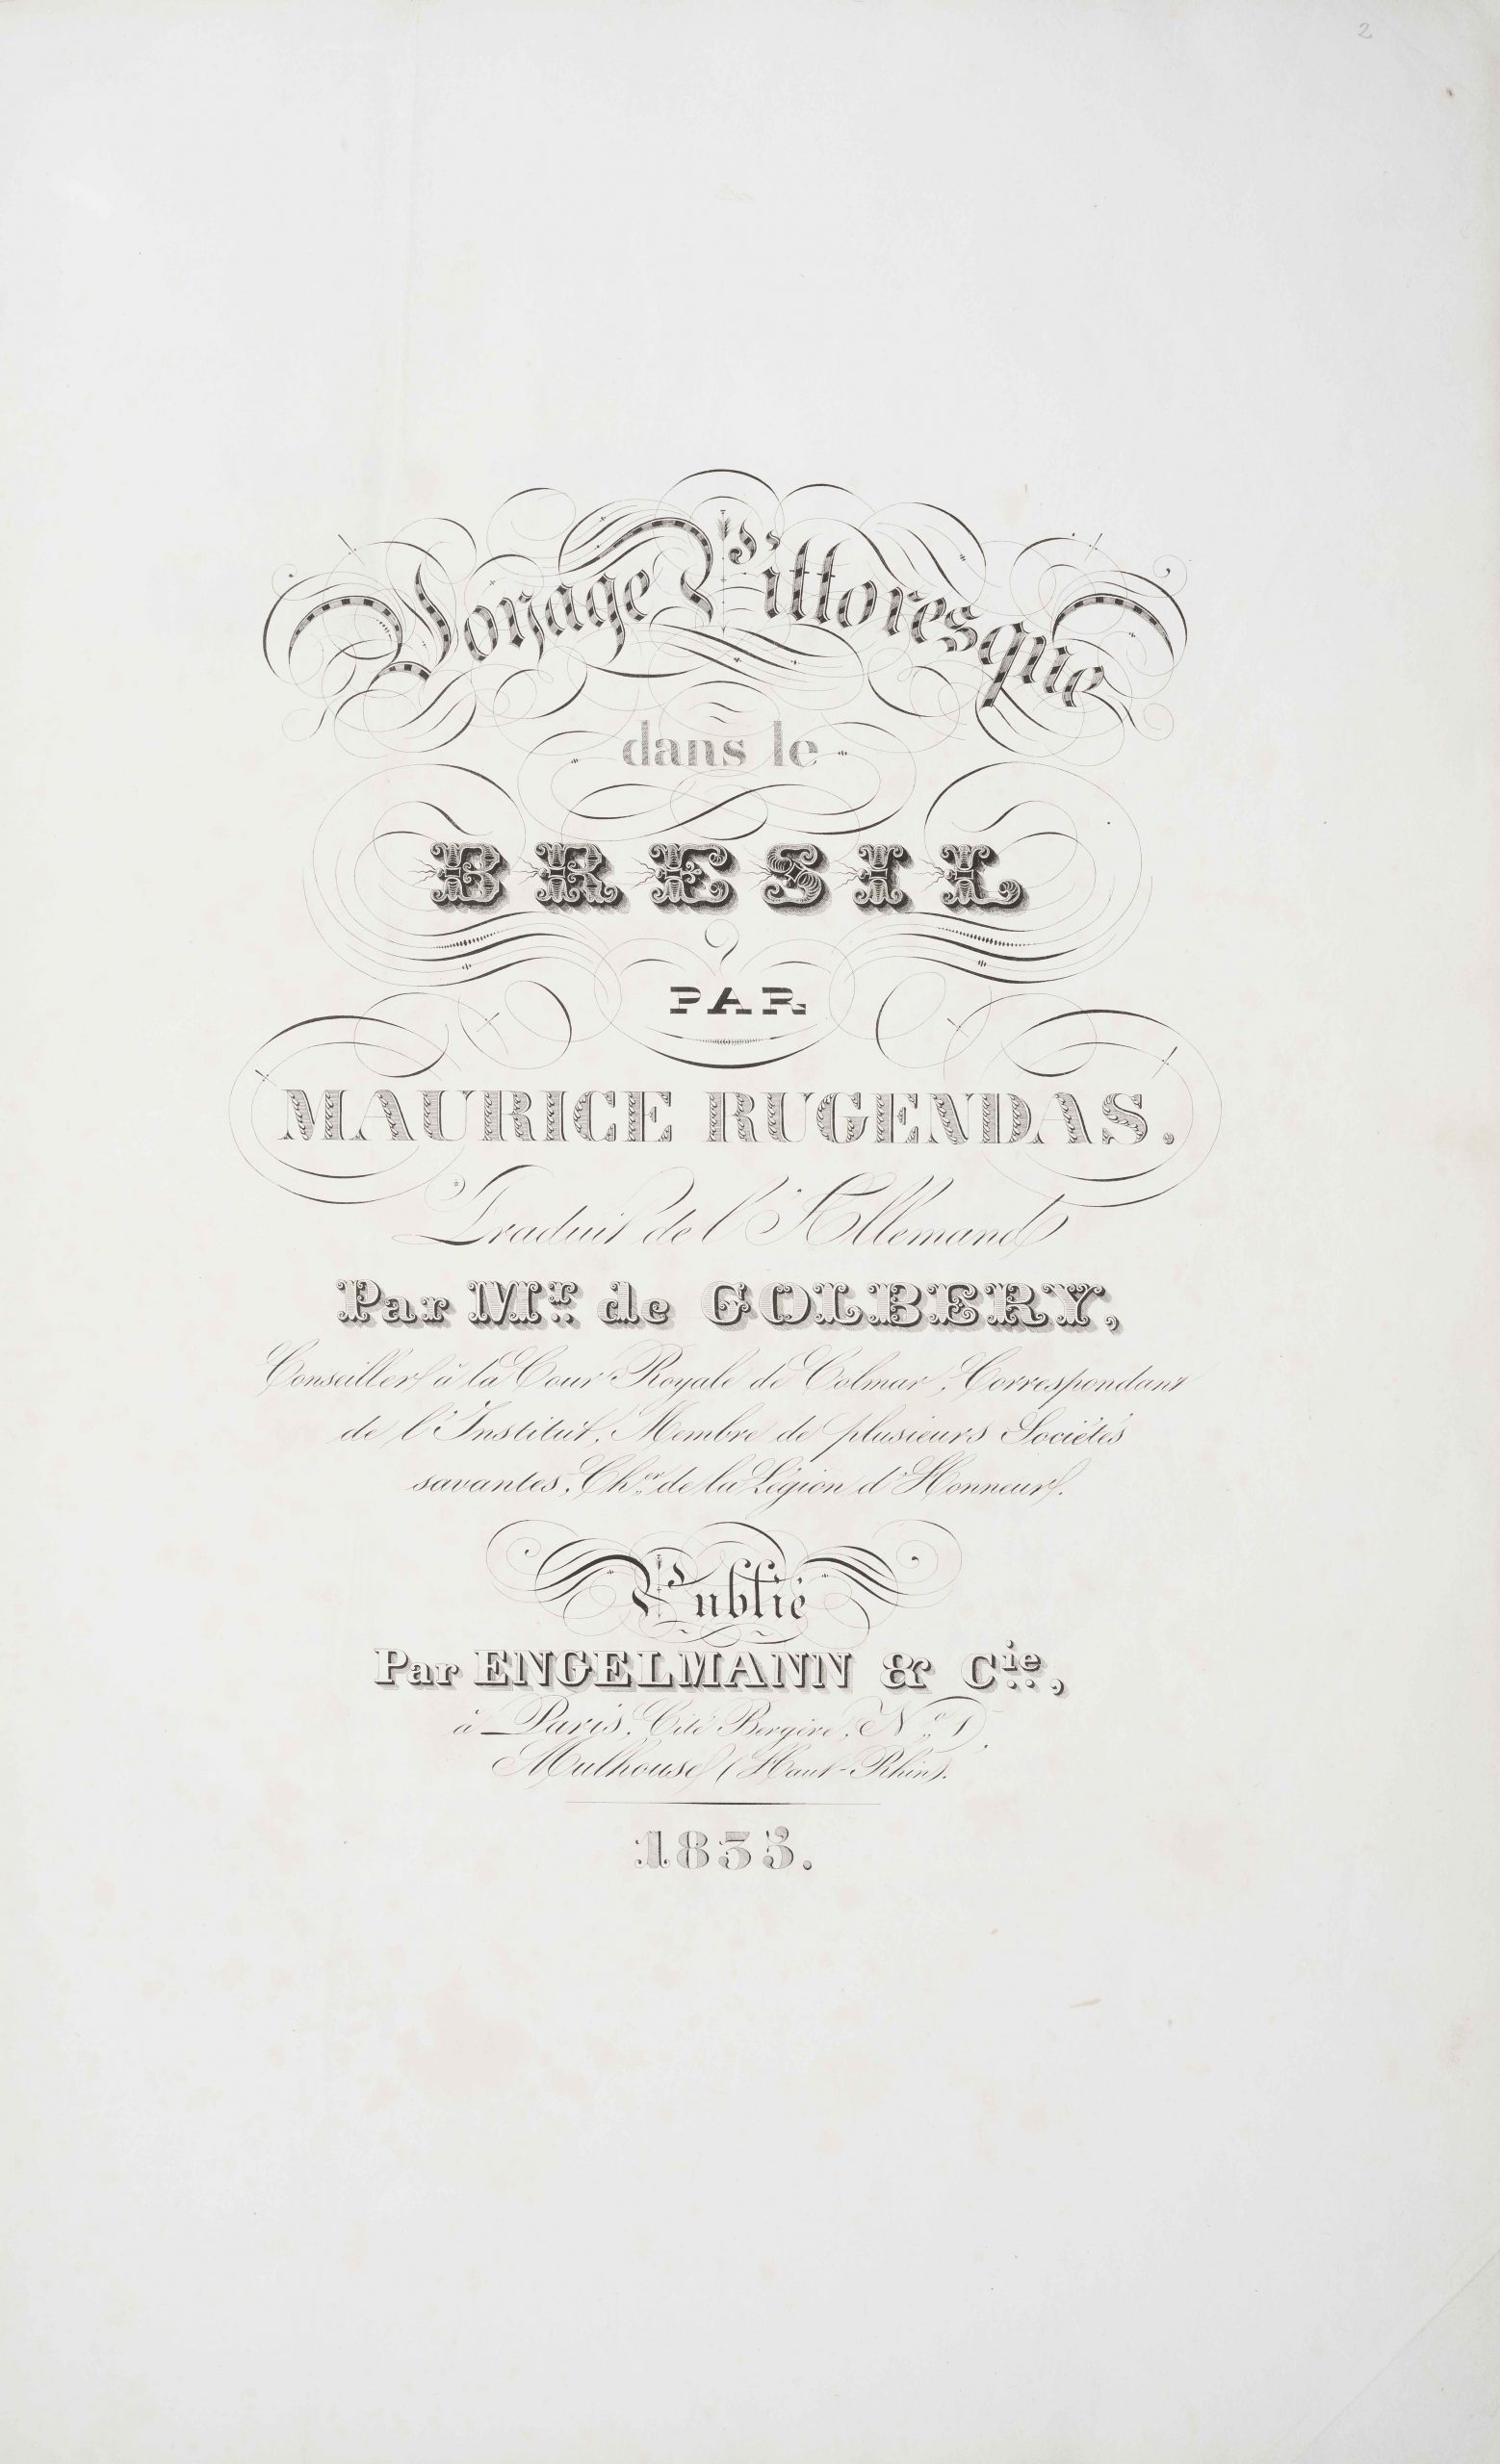 2
Voyage Pittoresque
dans le
BRESIL
PAR
MAURICE RUGENDAS.
Traduit de l'Allemand
Par Mr. de GOLBERY,
Conseiller à la Cour Royale de Colmar, Correspondant
de l'Institut, Membre de plusieurs Sociétés
savantes, Cher. de la Légion d'Honneur.
Publié
Par ENGELMANN & Cie.,
à Paris, Cité Bergère, No. 1,
Mulhouse (Haut-Rhin).
1835.